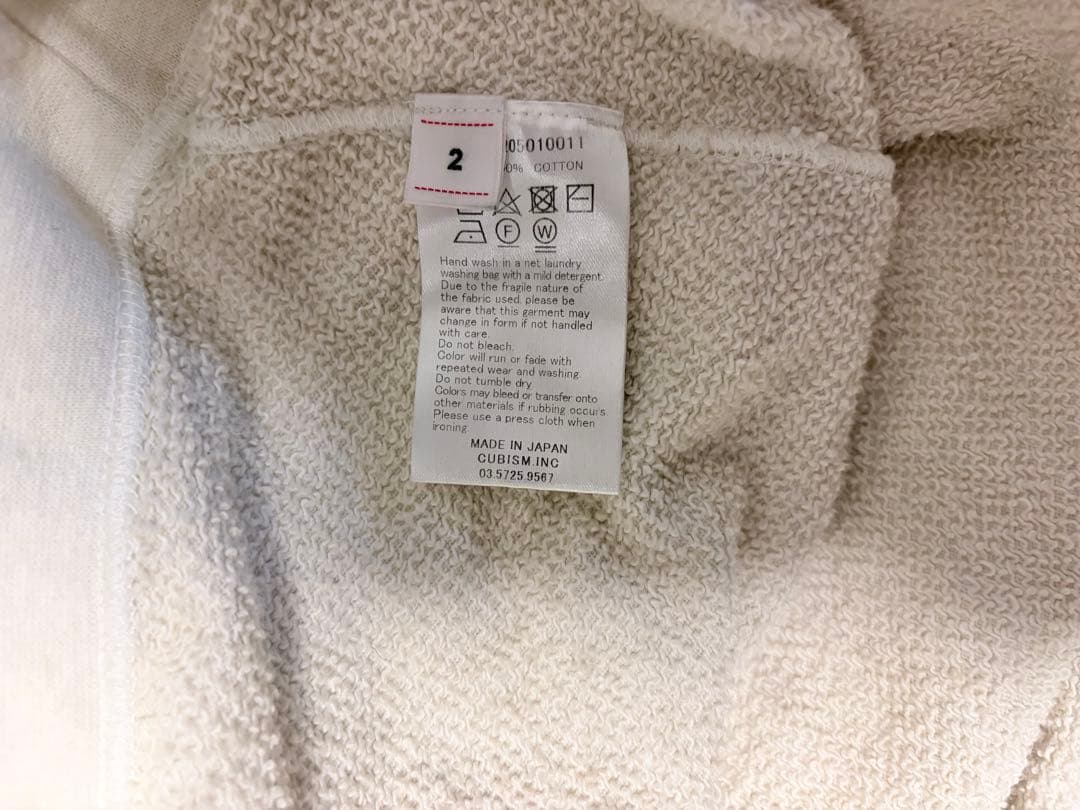 2
05010011
0% COTTON
F
W
Hand wash in a net laundry
washing bag with a mild detergent.
Due to the fragile nature of
the fabric used, please be
aware that this garment may
change in form if not handled
with care.
Do not bleach.
Color will run or fade with
repeated wear and washing.
Do not tumble dry
Colors may bleed or transfer onto
other materials if rubbing occurs
Please use a press cloth when
ironing.
MADE IN JAPAN
CUBISM.INC
03.5725.9567